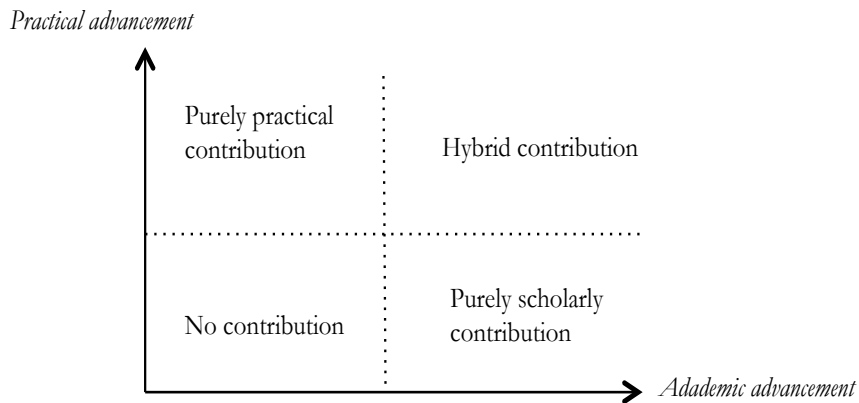 Practical advancement
Purely practical
contribution
Hybrid contribution
No contribution
Purely scholarly
contribution
Adademic advancement